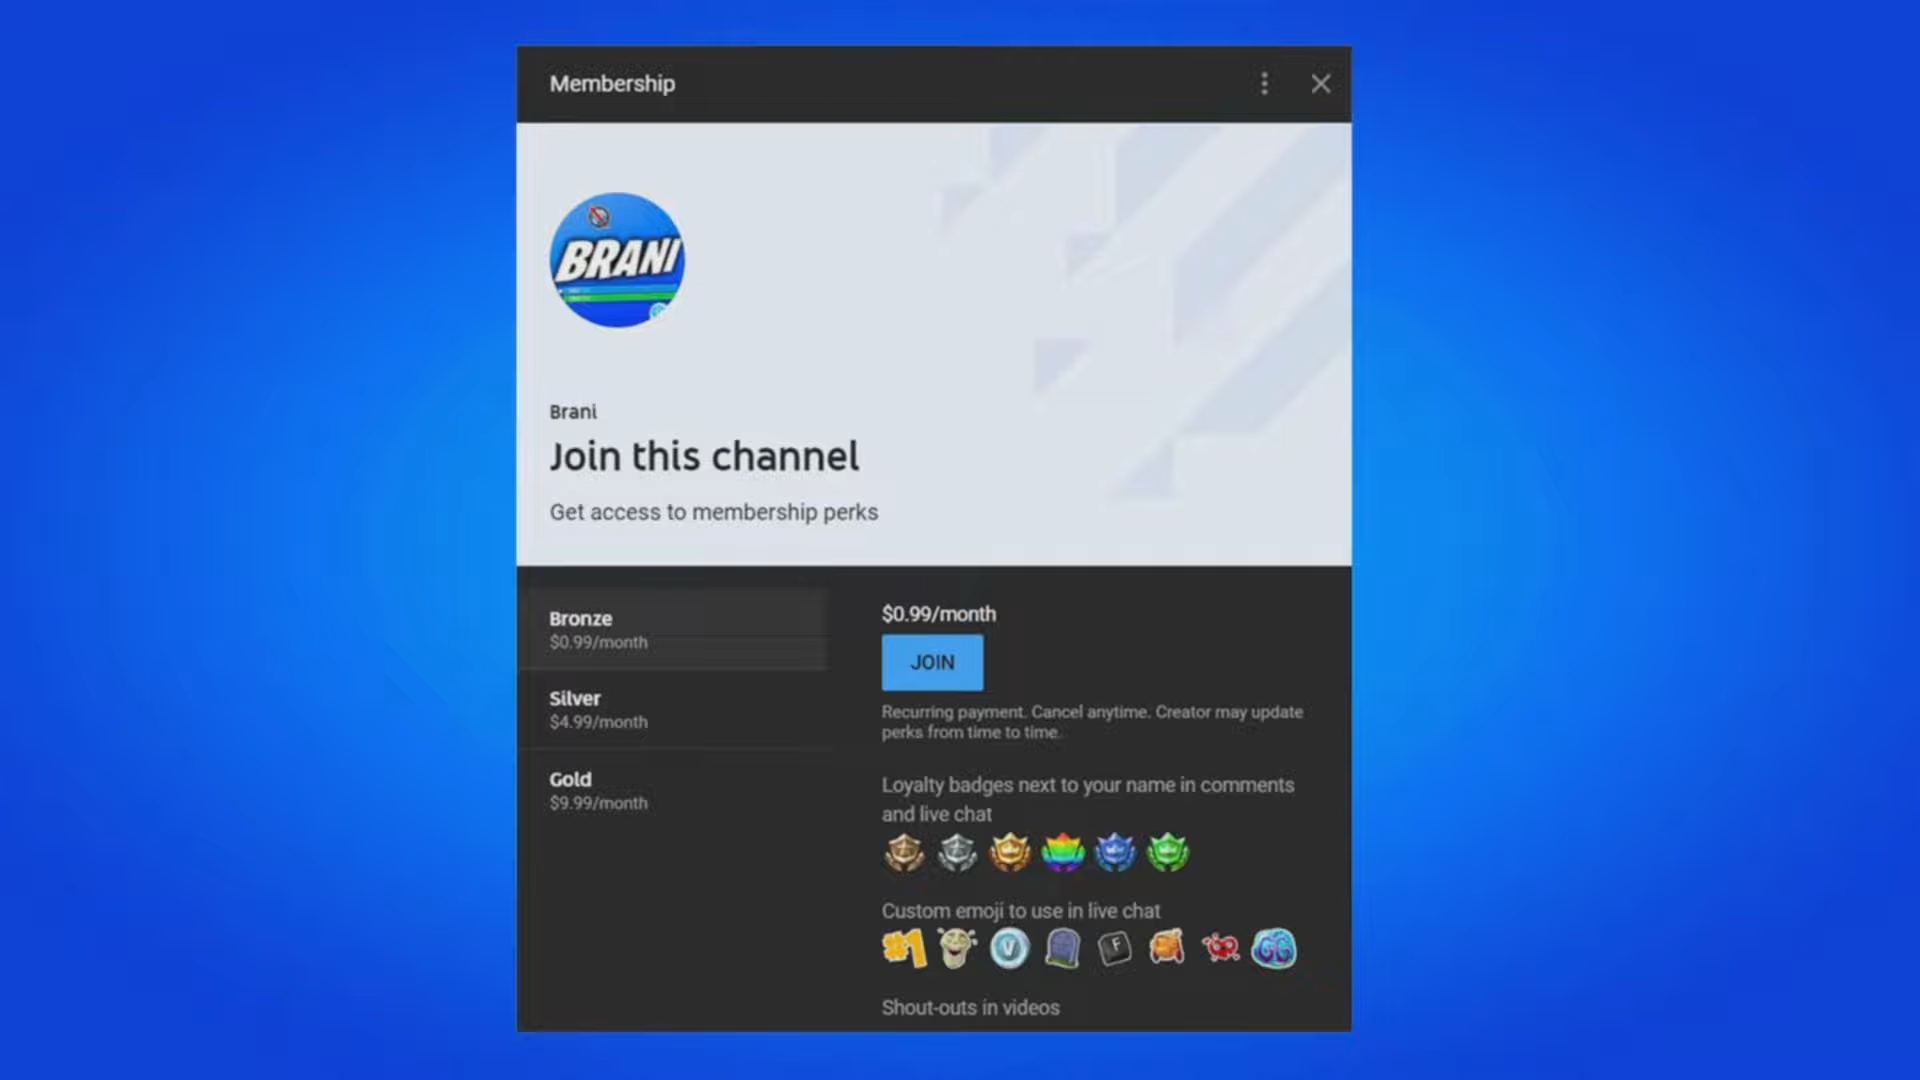 Membership
BRANI
Brani
Join this channel
Get access to membership perks
Bronze
$0.99/month
Silver
$4.99/month
Gold
$9.99/month
$0.99/month
JOIN
Recurring payment. Cancel anytime. Creator may update
perks from time to time.
Loyalty badges next to your name in comments
and live chat
Custom emoji to use in live chat
#1 V F GG
Shout-outs in videos